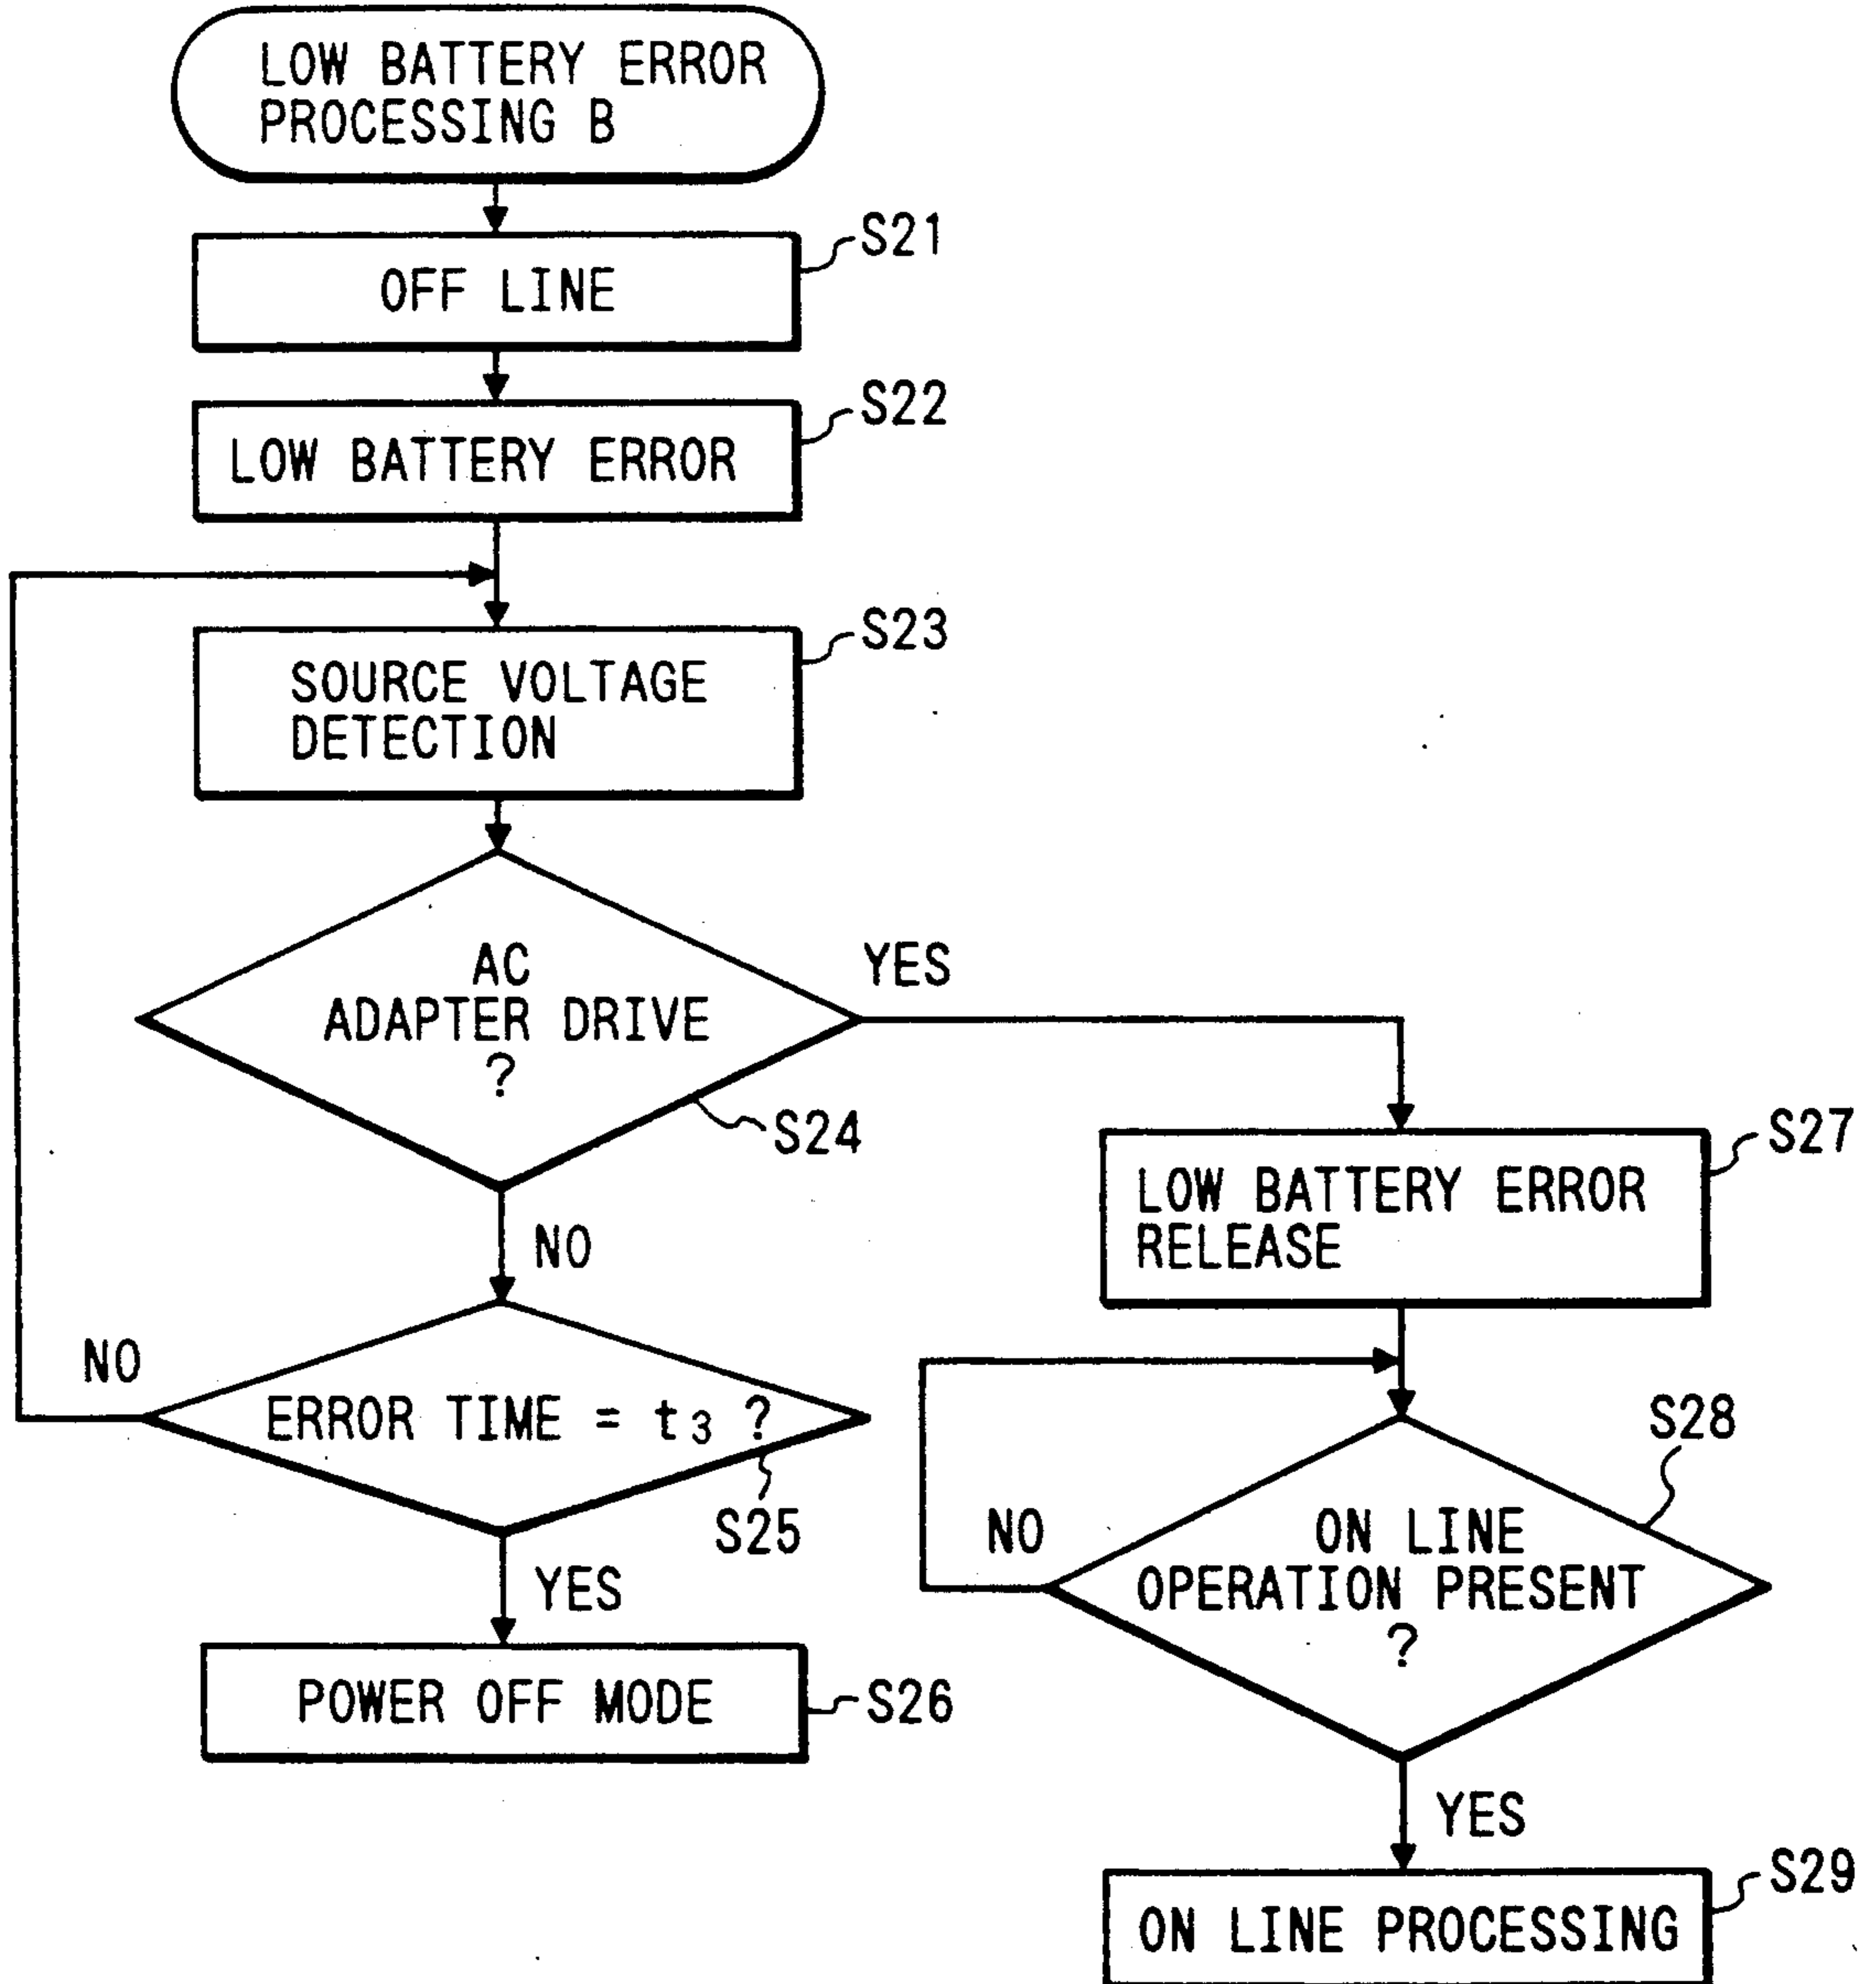 LOW BATTERY ERROR
PROCESSING B
S21
OFF LINE
S22
LOW BATTERY ERROR
S23
SOURCE VOLTAGE
DETECTION
AC
ADAPTER DRIVE
?
YES
S24
NO
S27
LOW BATTERY ERROR
RELEASE
NO
ERROR TIME = t3 ?
S25
YES
S28
NO
ON LINE
OPERATION PRESENT
?
POWER OFF MODE
S26
YES
S29
ON LINE PROCESSING